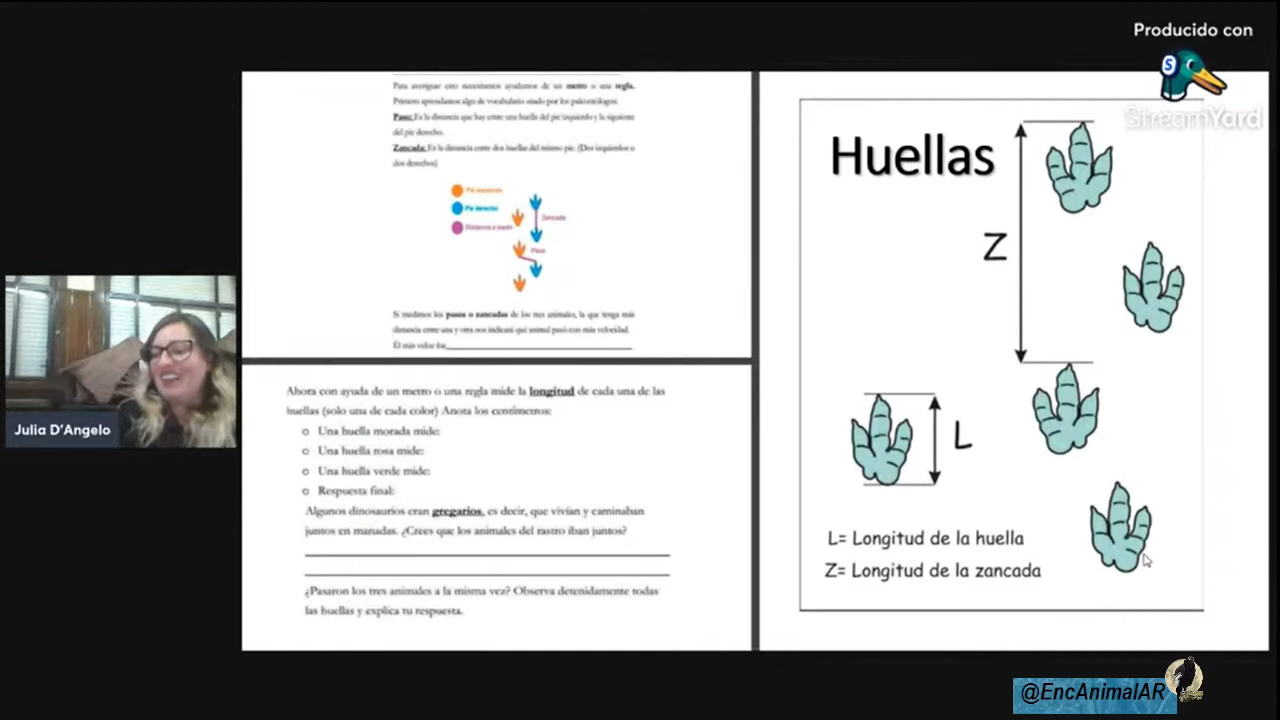 Producido con
StreamYard
Para averiguar esto necesitamos ayudarnos de un metro o una regla.
Primero aprendamos algo de vocabulario usado por los paleontólogos:
Paso: Es la distancia que hay entre una huella del pie izquierdo y la siguiente
del pie derecho.
Zancada: Es la distancia entre dos huellas del mismo pie. (Dos izquierdos o
dos derechos)
Pie izquierdo
Pie derecho
Distancia a medir
Zancada
Paso
Si medimos los pasos o zancadas de los tres animales, la que tenga más
distancia entre una y otra nos indicará qué animal pasó con más velocidad.
Él más veloz fue
Ahora con ayuda de un metro o una regla mide la longitud de cada una de las
huellas (solo una de cada color) Anota los centímetros:
o Una huella morada mide:
o Una huella rosa mide:
o Una huella verde mide:
o Respuesta final:
Algunos dinosaurios eran gregarios, es decir, que vivían y caminaban
juntos en manadas. ¿Crees que los animales del rastro iban juntos?
¿Pasaron los tres animales a la misma vez? Observa detenidamente todas
las huellas y explica tu respuesta.
Huellas
Z
L
L= Longitud de la huella
Z= Longitud de la zancada
Julia D'Angelo
@EncAnimalAR